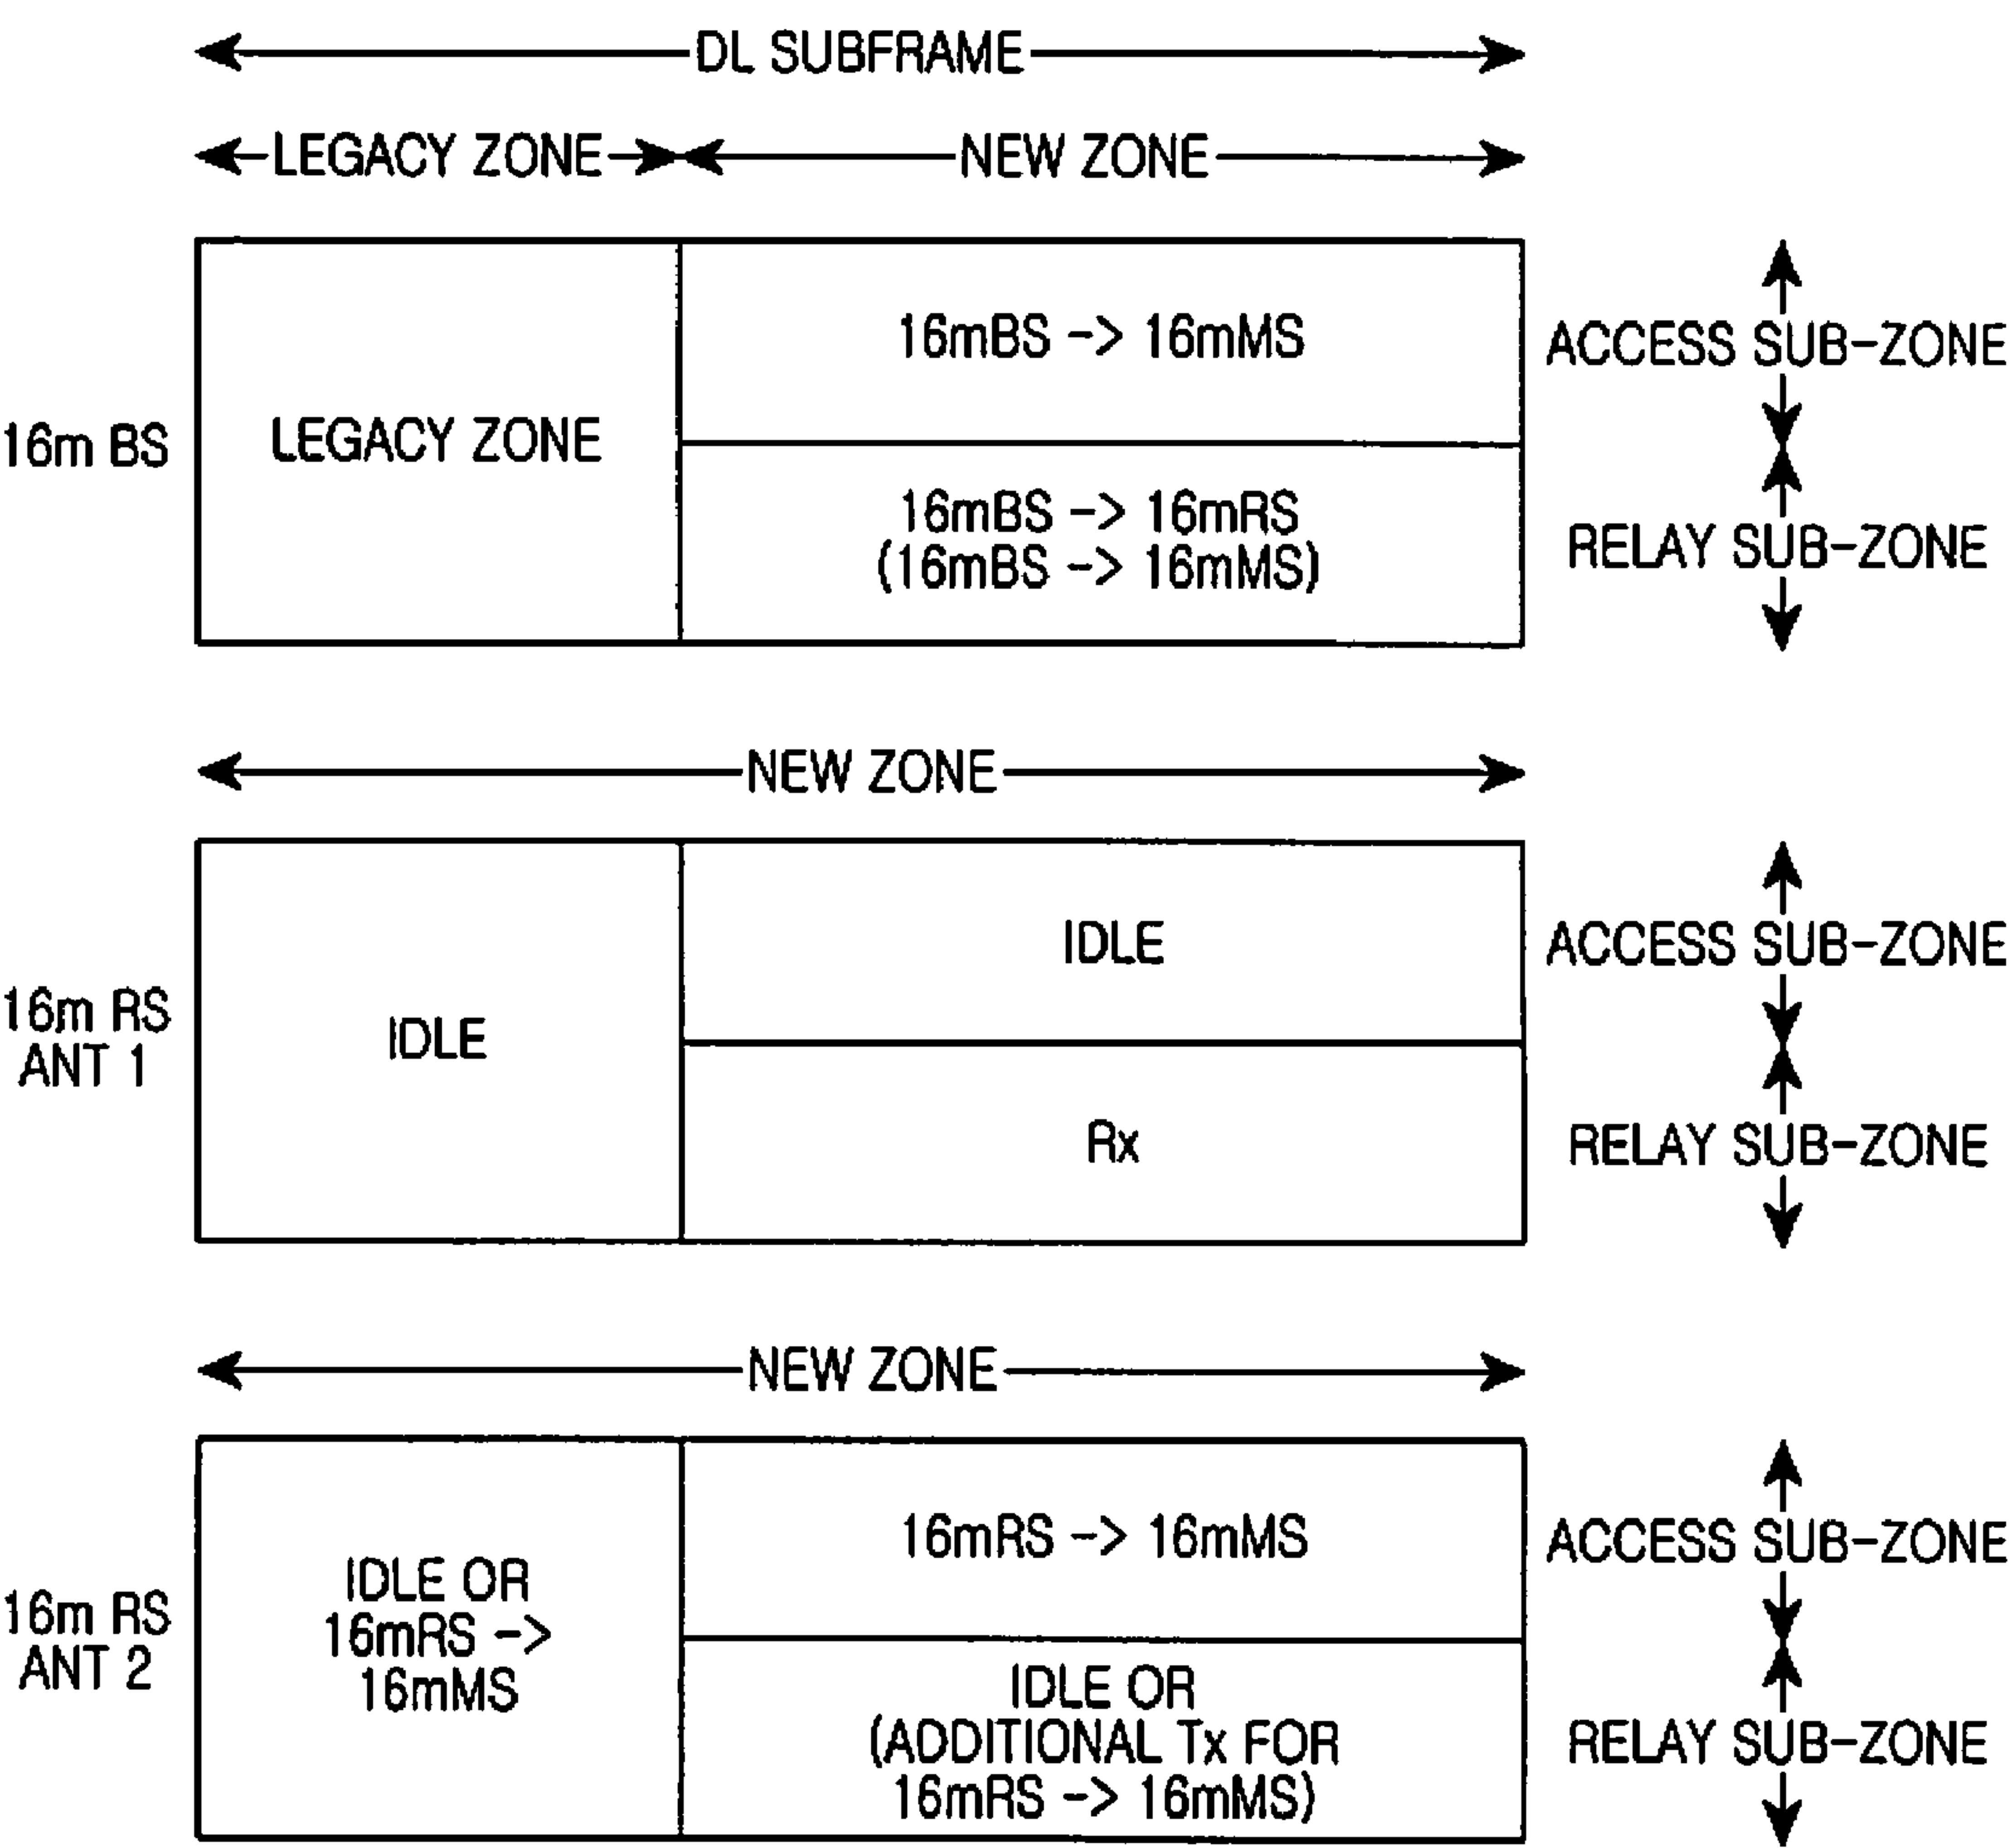 DL SUBFRAME
LEGACY ZONE
NEW ZONE
16m BS
LEGACY ZONE
16mBS -> 16mMS
16mBS -> 16mRS
(16mBS -> 16mMS)
ACCESS SUB-ZONE
RELAY SUB-ZONE
NEW ZONE
16m RS
ANT 1
IDLE
IDLE
Rx
ACCESS SUB-ZONE
RELAY SUB-ZONE
NEW ZONE
16m RS
ANT 2
IDLE OR
16mRS ->
16mMS
16mRS -> 16mMS
IDLE OR
(ADDITIONAL Tx FOR
16mRS -> 16mMS)
ACCESS SUB-ZONE
RELAY SUB-ZONE